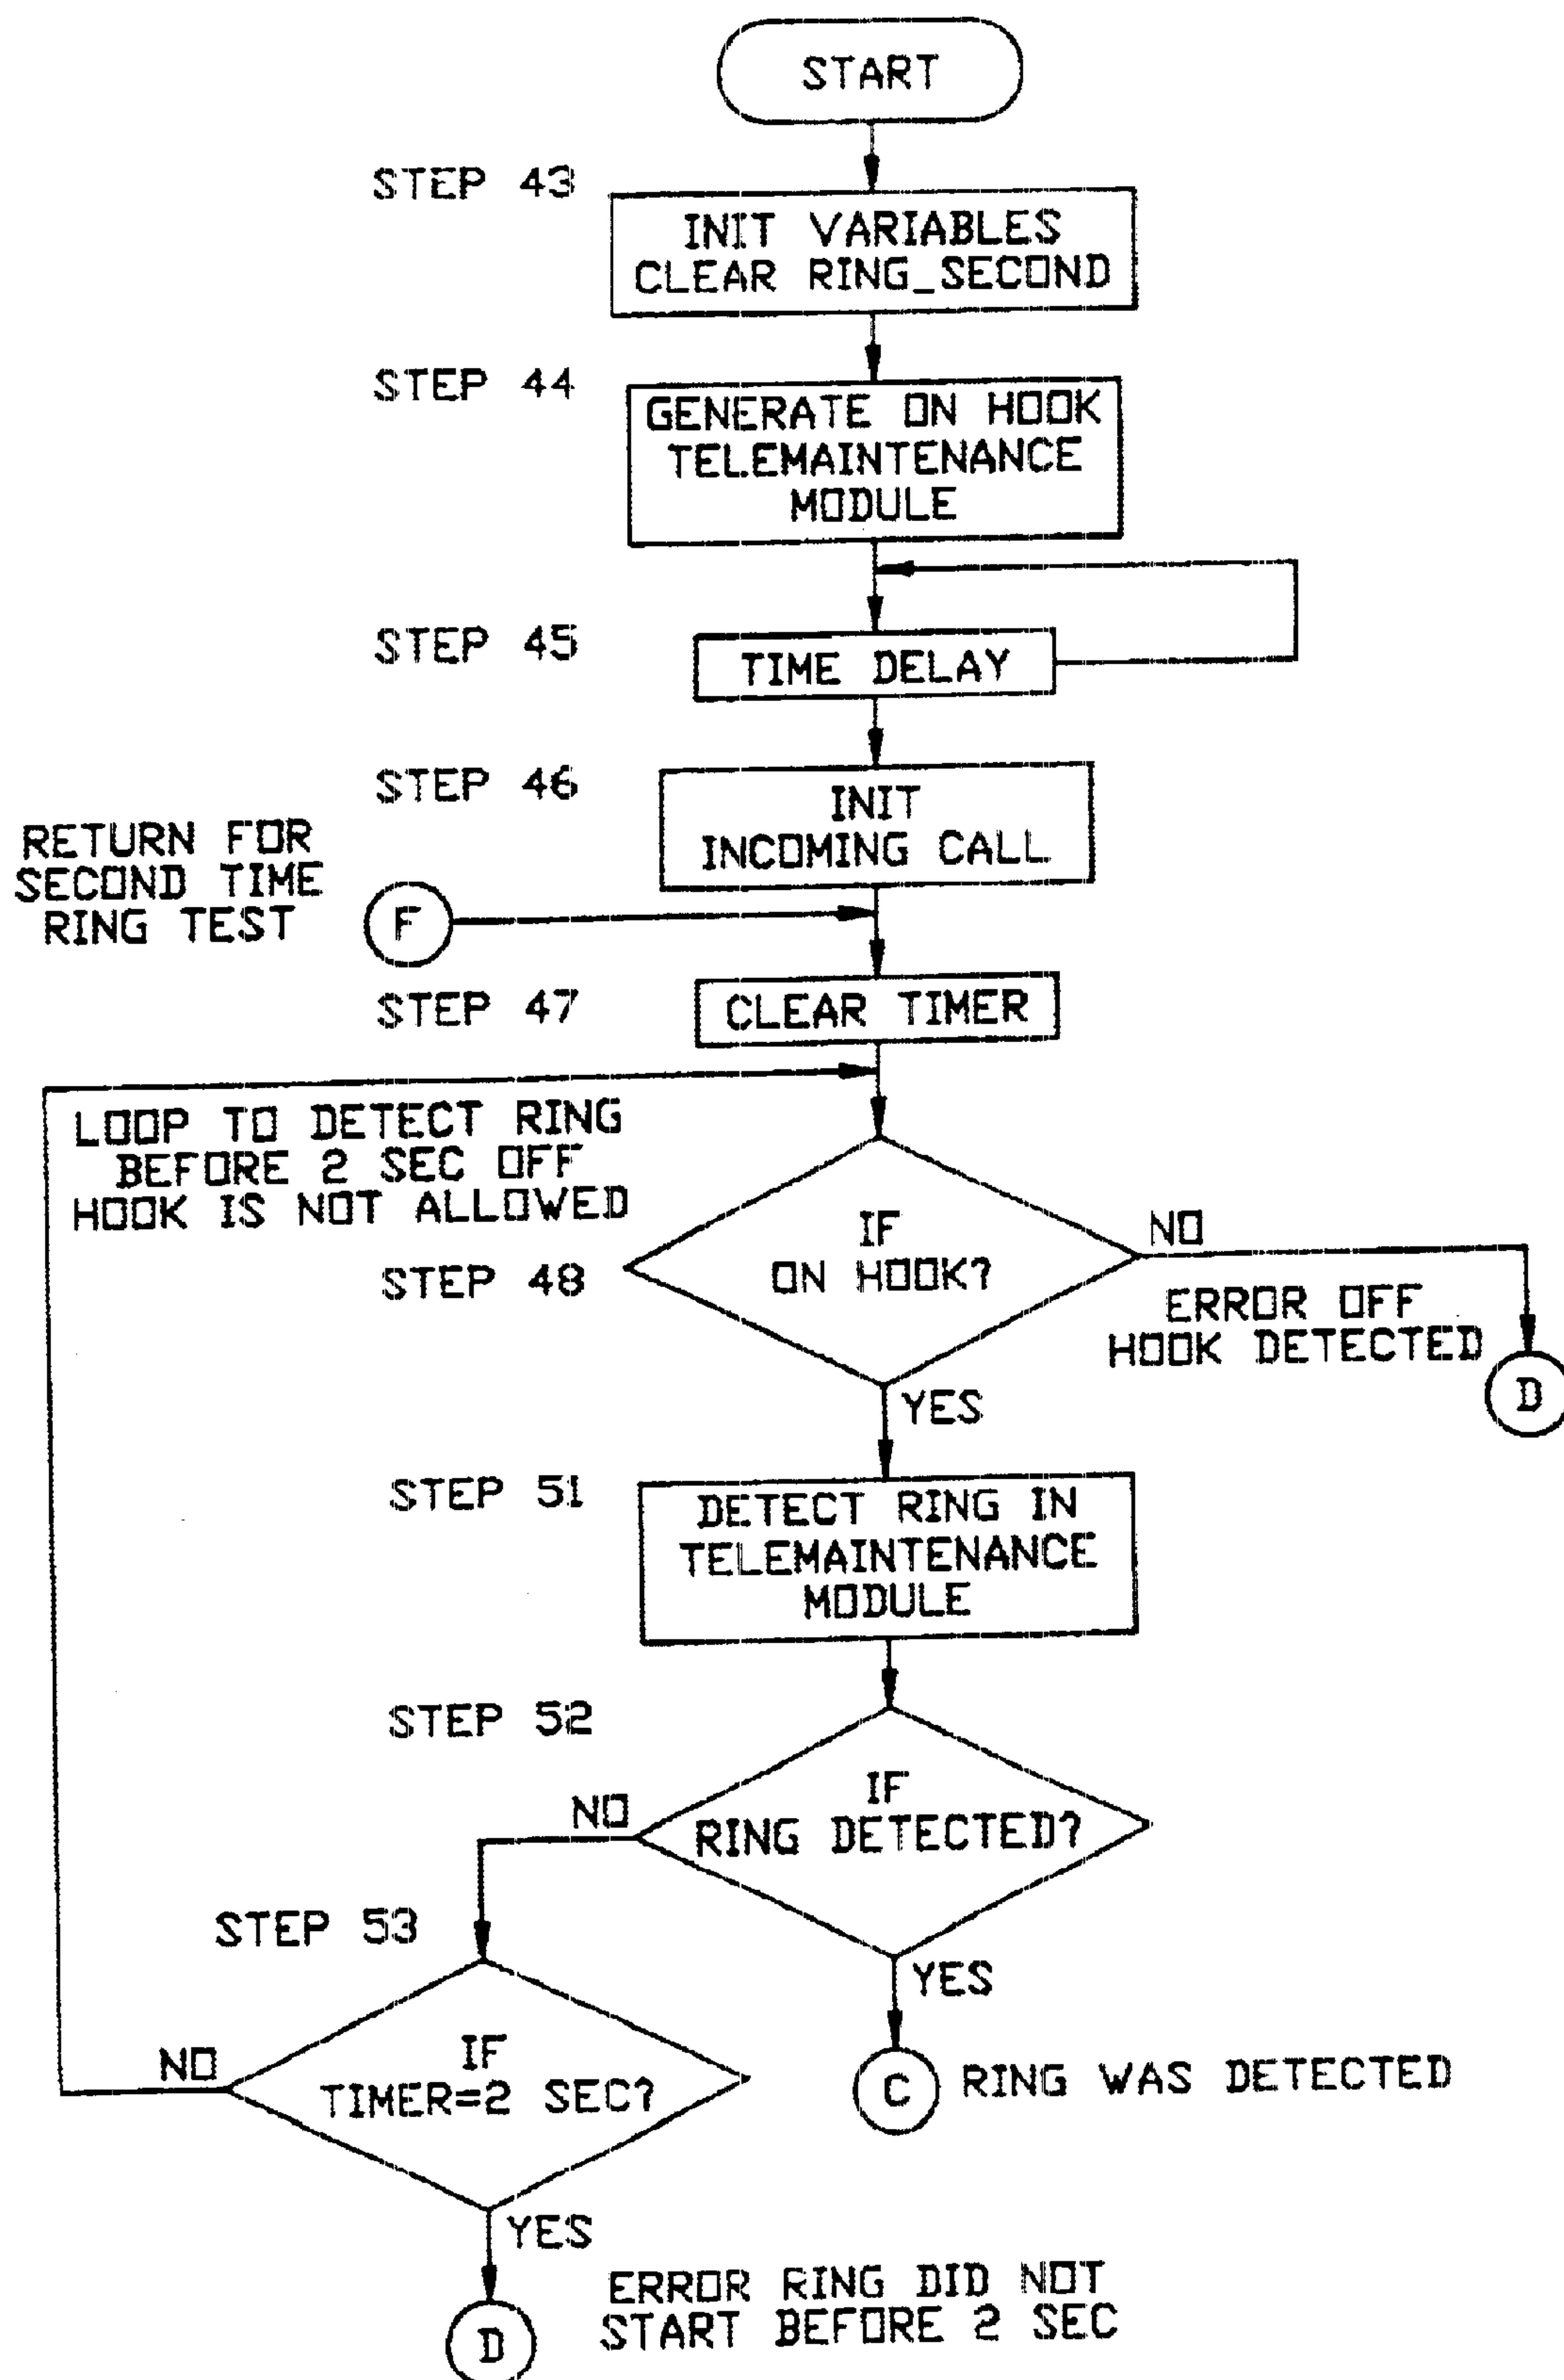 START
STEP 43
INIT VARIABLES
CLEAR RING_SECOND
STEP 44
GENERATE ON HOOK
TELEMAINTENANCE
MODULE
STEP 45
TIME DELAY
STEP 46
INIT
INCOMING CALL
RETURN FOR
SECOND TIME
RING TEST
F
STEP 47
CLEAR TIMER
LOOP TO DETECT RING
BEFORE 2 SEC OFF
HOOK IS NOT ALLOWED
STEP 48
IF
ON HOOK?
NO
ERROR OFF
HOOK DETECTED
D
YES
STEP 51
DETECT RING IN
TELEMAINTENANCE
MODULE
STEP 52
IF
RING DETECTED?
NO
YES
C
RING WAS DETECTED
STEP 53
IF
TIMER=2 SEC?
NO
YES
D
ERROR RING DID NOT
START BEFORE 2 SEC